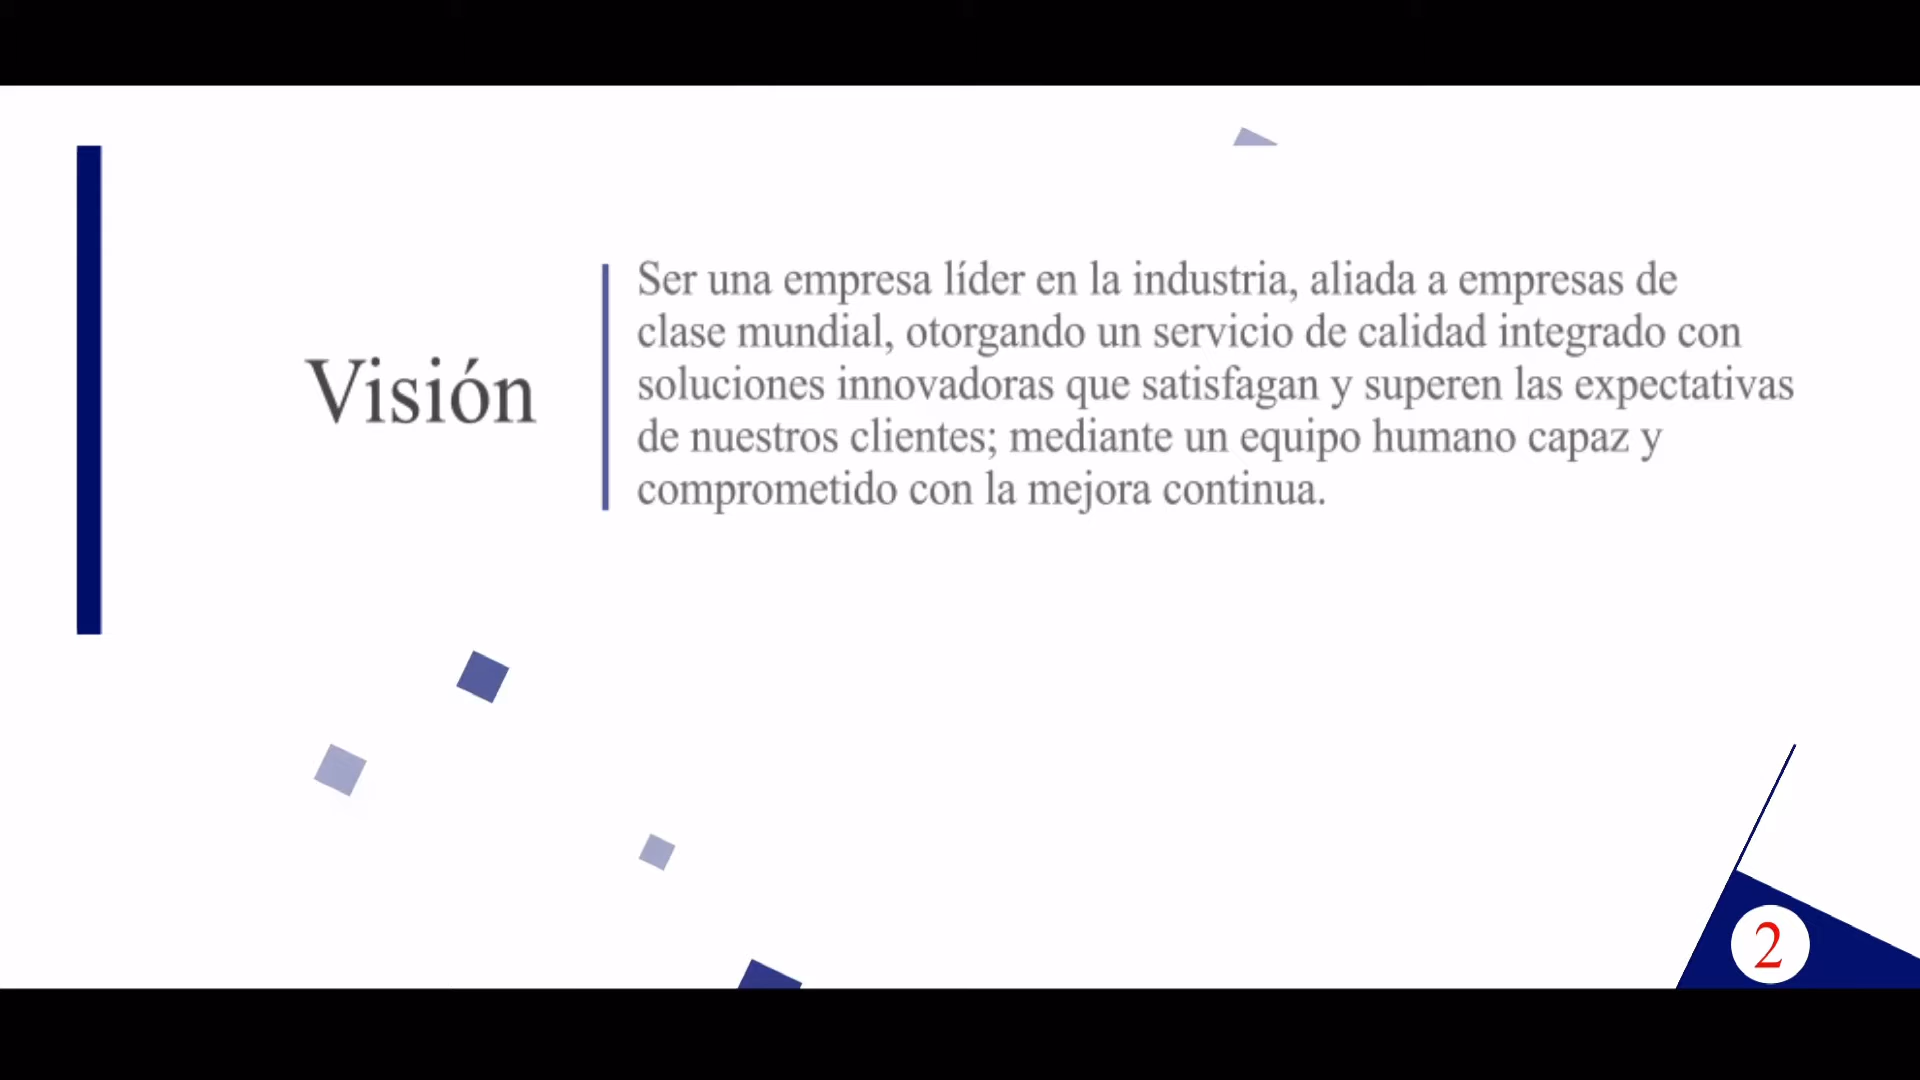 Visión
Ser una empresa líder en la industria, aliada a empresas de
clase mundial, otorgando un servicio de calidad integrado con
soluciones innovadoras que satisfagan y superen las expectativas
de nuestros clientes; mediante un equipo humano capaz y
comprometido con la mejora continua.
2